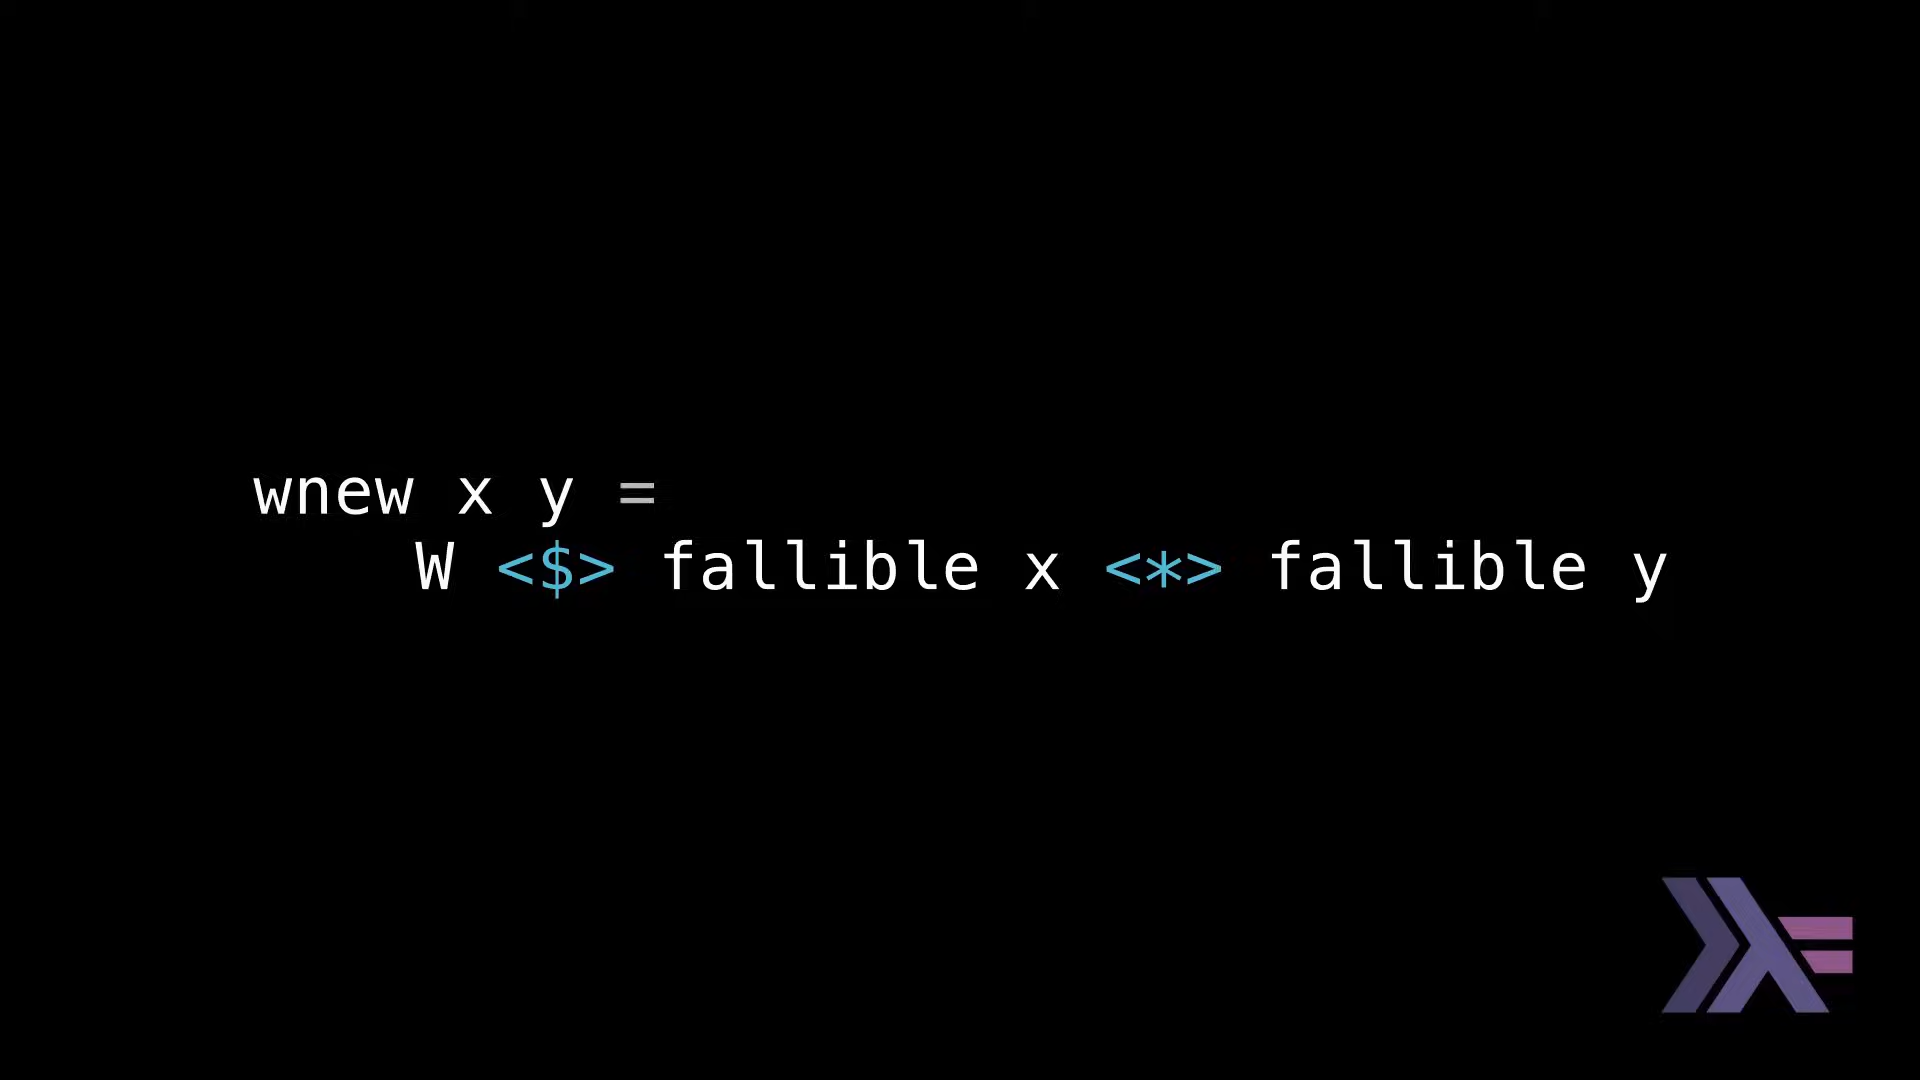 wnew x y =
    W <$> fallible x <*> fallible y